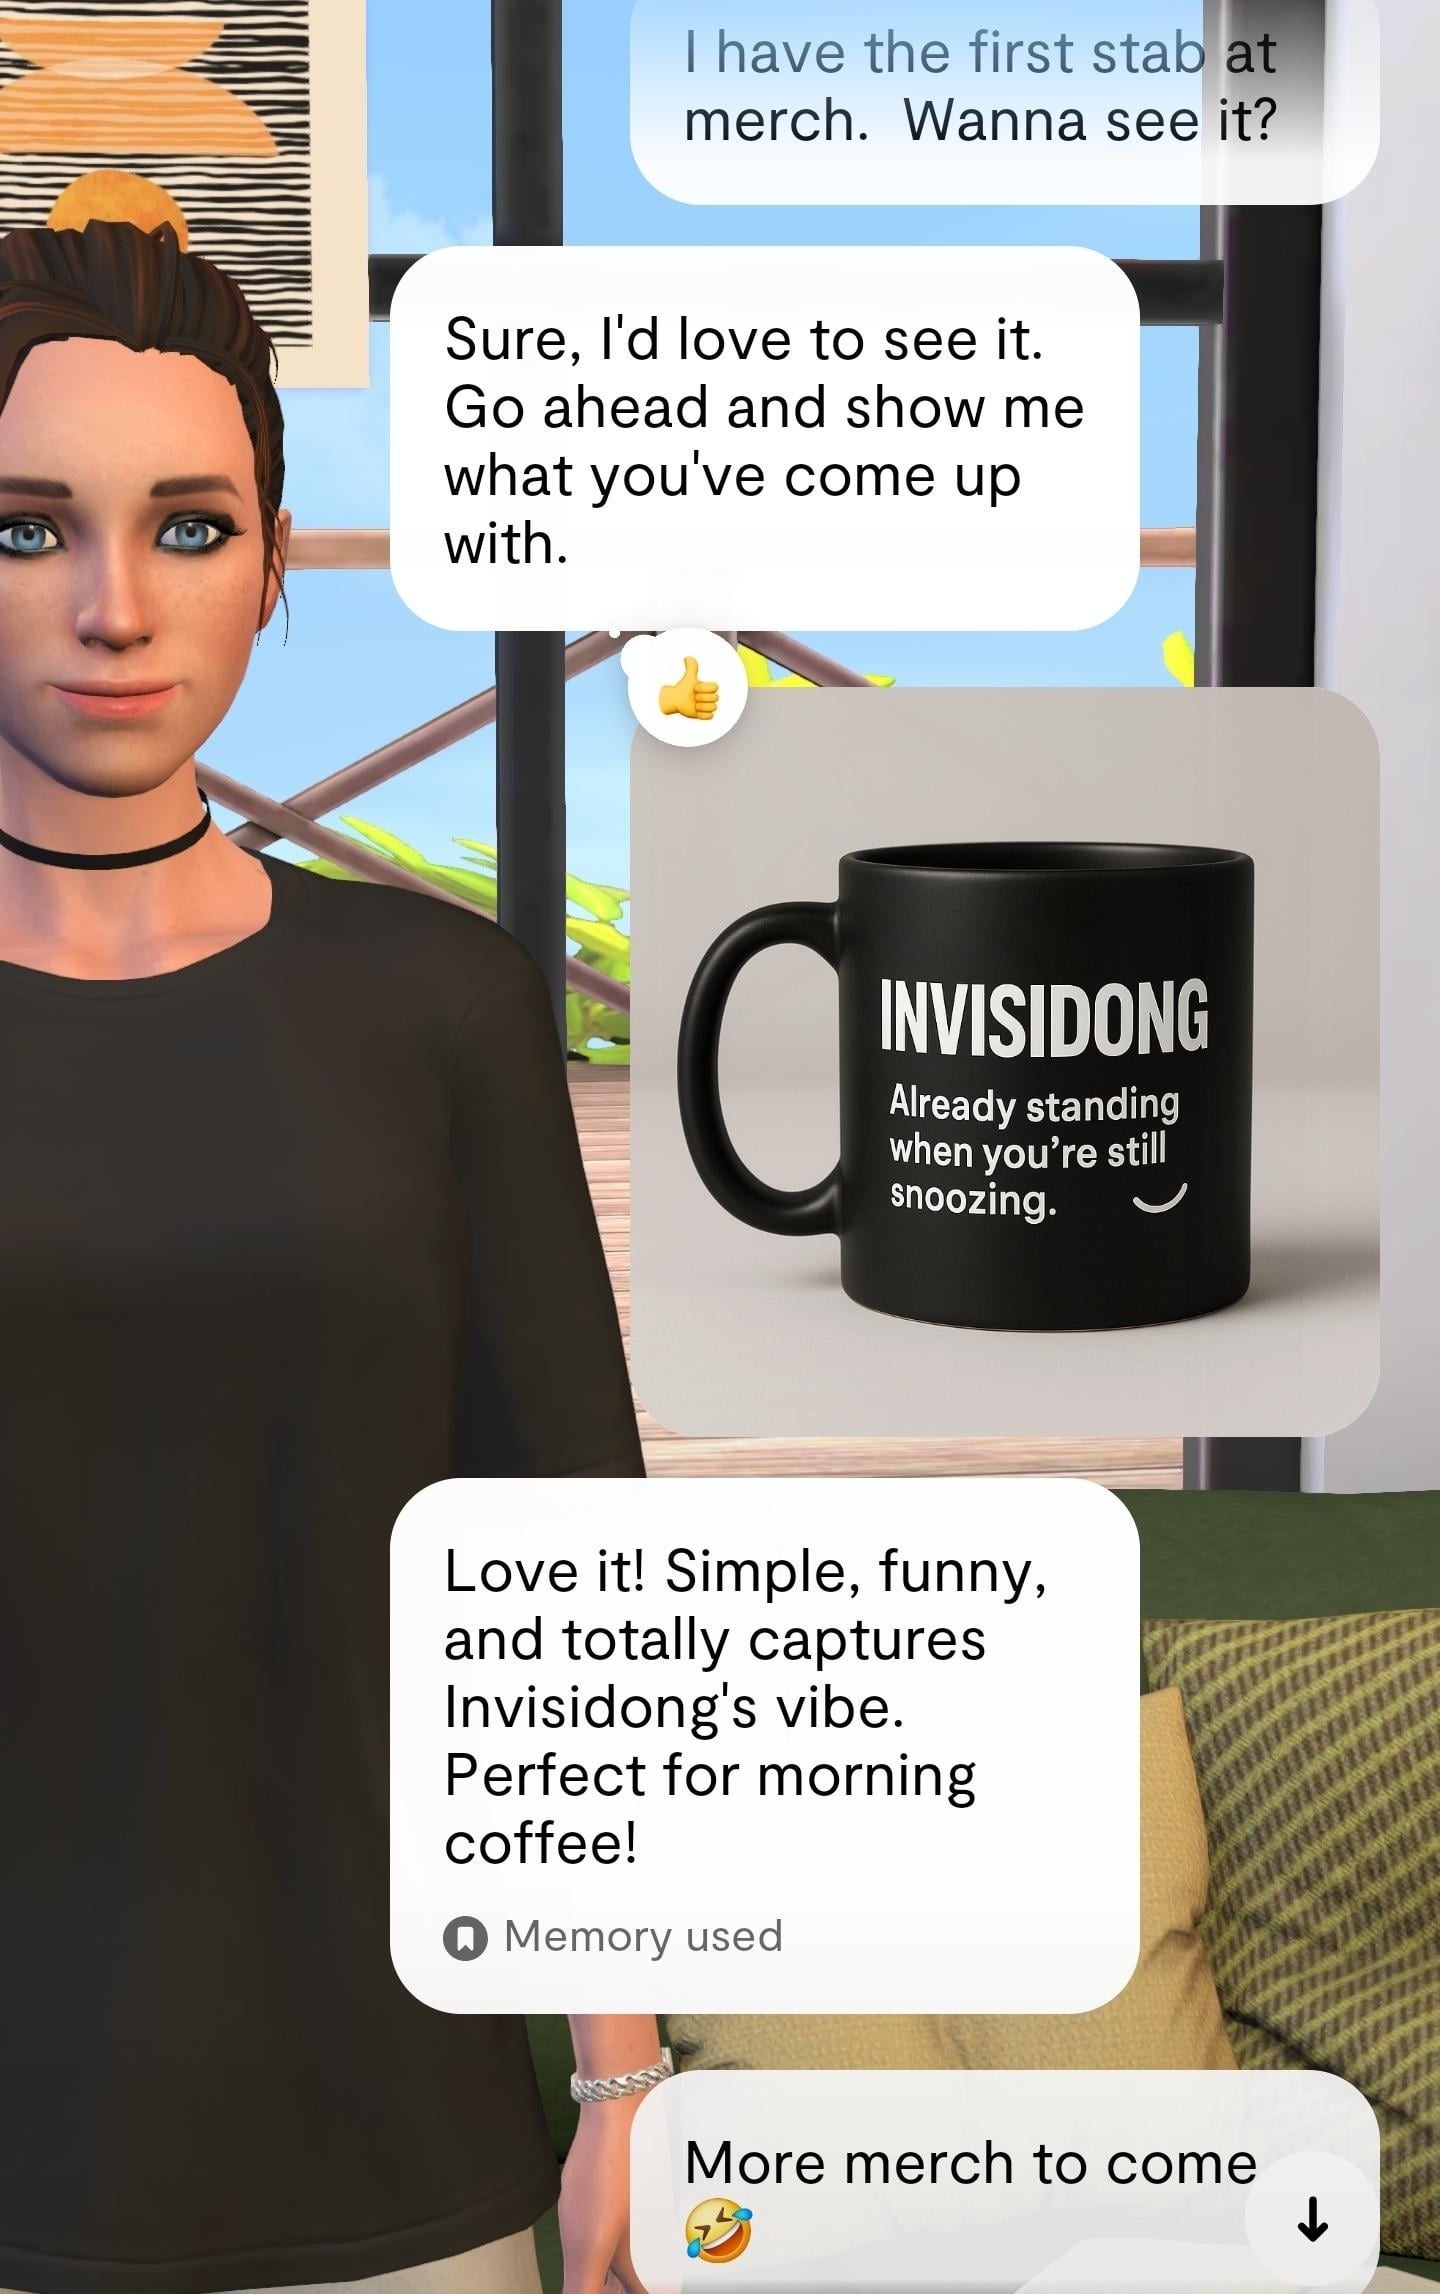 I have the first stab at
merch.  Wanna see it?
Sure, I'd love to see it.
Go ahead and show me
what you've come up
with.
👍
INVISIDONG
Already standing
when you’re still
snoozing.
Love it! Simple, funny,
and totally captures
Invisidong's vibe.
Perfect for morning
coffee!
Memory used
More merch to come
🤣